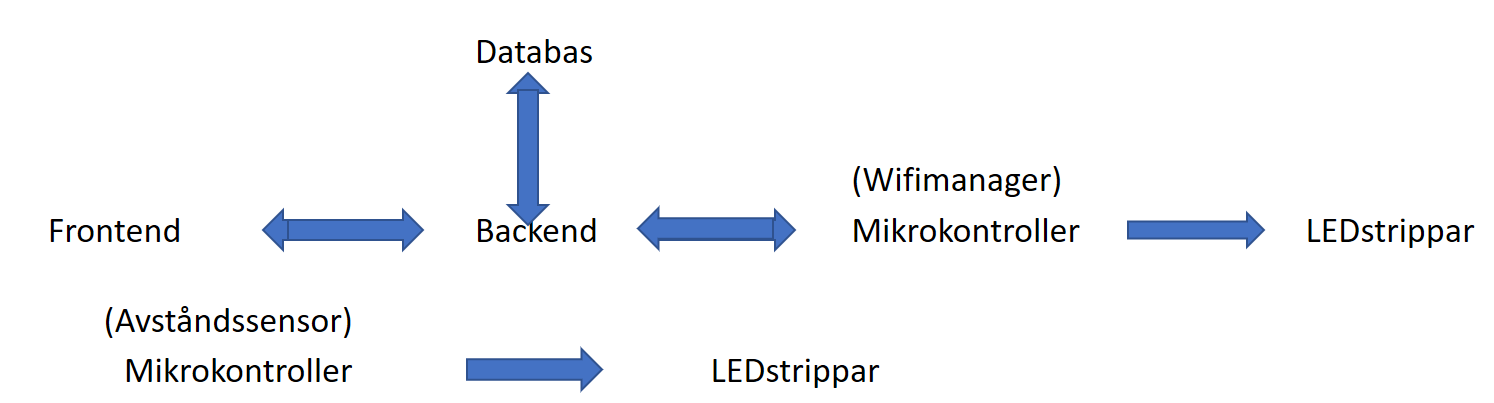 Databas
(Wifimanager)
Frontend
Backend
Mikrokontroller
LEDstrippar
(Avståndssensor)
Mikrokontroller
LEDstrippar